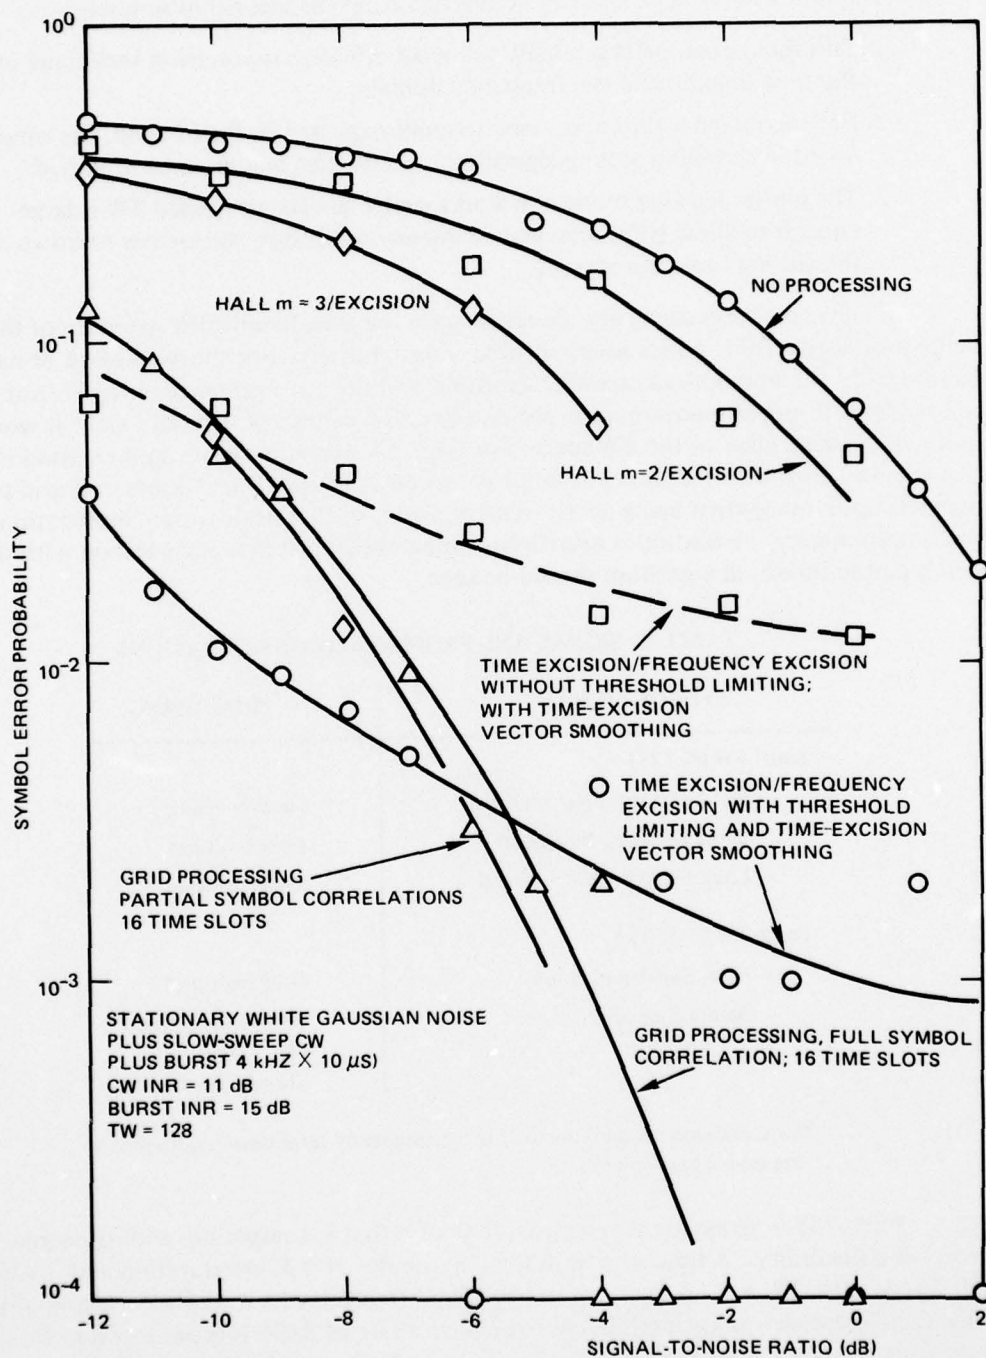 10⁰
10⁻¹
10⁻²
10⁻³
10⁻⁴
SYMBOL ERROR PROBABILITY
HALL m = 3/EXCISION
NO PROCESSING
HALL m=2/EXCISION
TIME EXCISION/FREQUENCY EXCISION
WITHOUT THRESHOLD LIMITING;
WITH TIME-EXCISION
VECTOR SMOOTHING
TIME EXCISION/FREQUENCY
EXCISION WITH THRESHOLD
LIMITING AND TIME-EXCISION
VECTOR SMOOTHING
GRID PROCESSING
PARTIAL SYMBOL CORRELATIONS
16 TIME SLOTS
STATIONARY WHITE GAUSSIAN NOISE
PLUS SLOW-SWEEP CW
PLUS BURST 4 kHZ X 10 µS)
CW INR = 11 dB
BURST INR = 15 dB
TW = 128
GRID PROCESSING, FULL SYMBOL
CORRELATION; 16 TIME SLOTS
-12 -10 -8 -6 -4 -2 0 2
SIGNAL-TO-NOISE RATIO (dB)